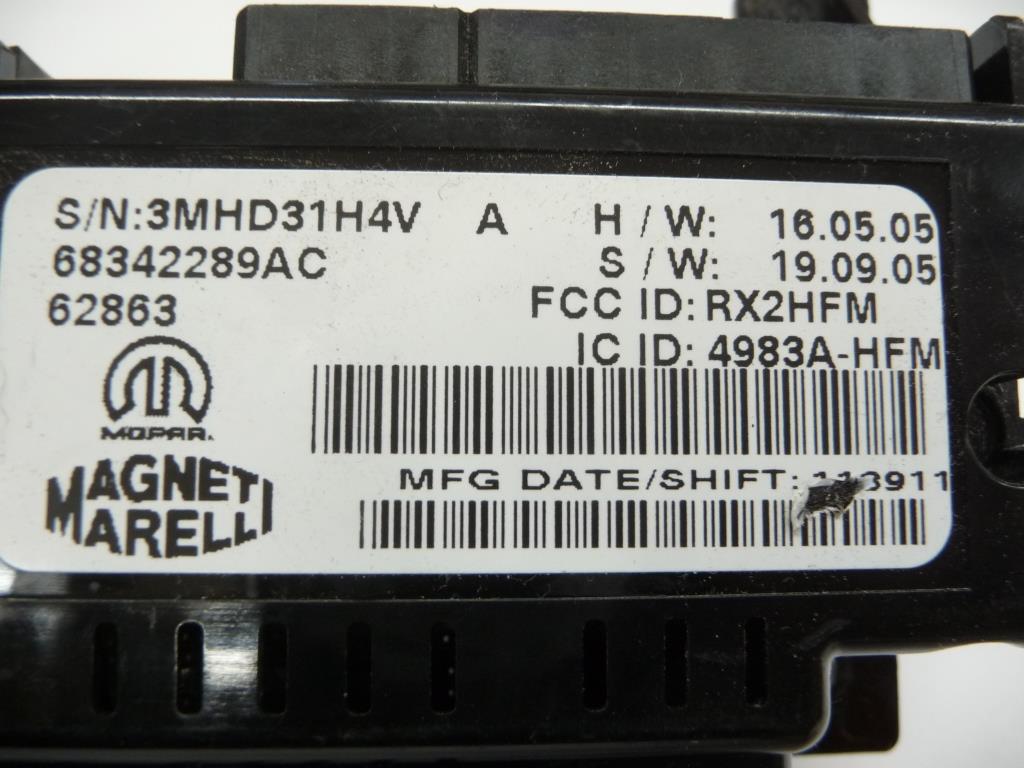 S/N:3MHD31H4V A H / W: 16.05.05
68342289AC S / W: 19.09.05
62863 FCC ID: RX2HFM
IC ID: 4983A-HFM
MOPAR.
MFG DATE/SHIFT:
MAGNETI
MARELLI